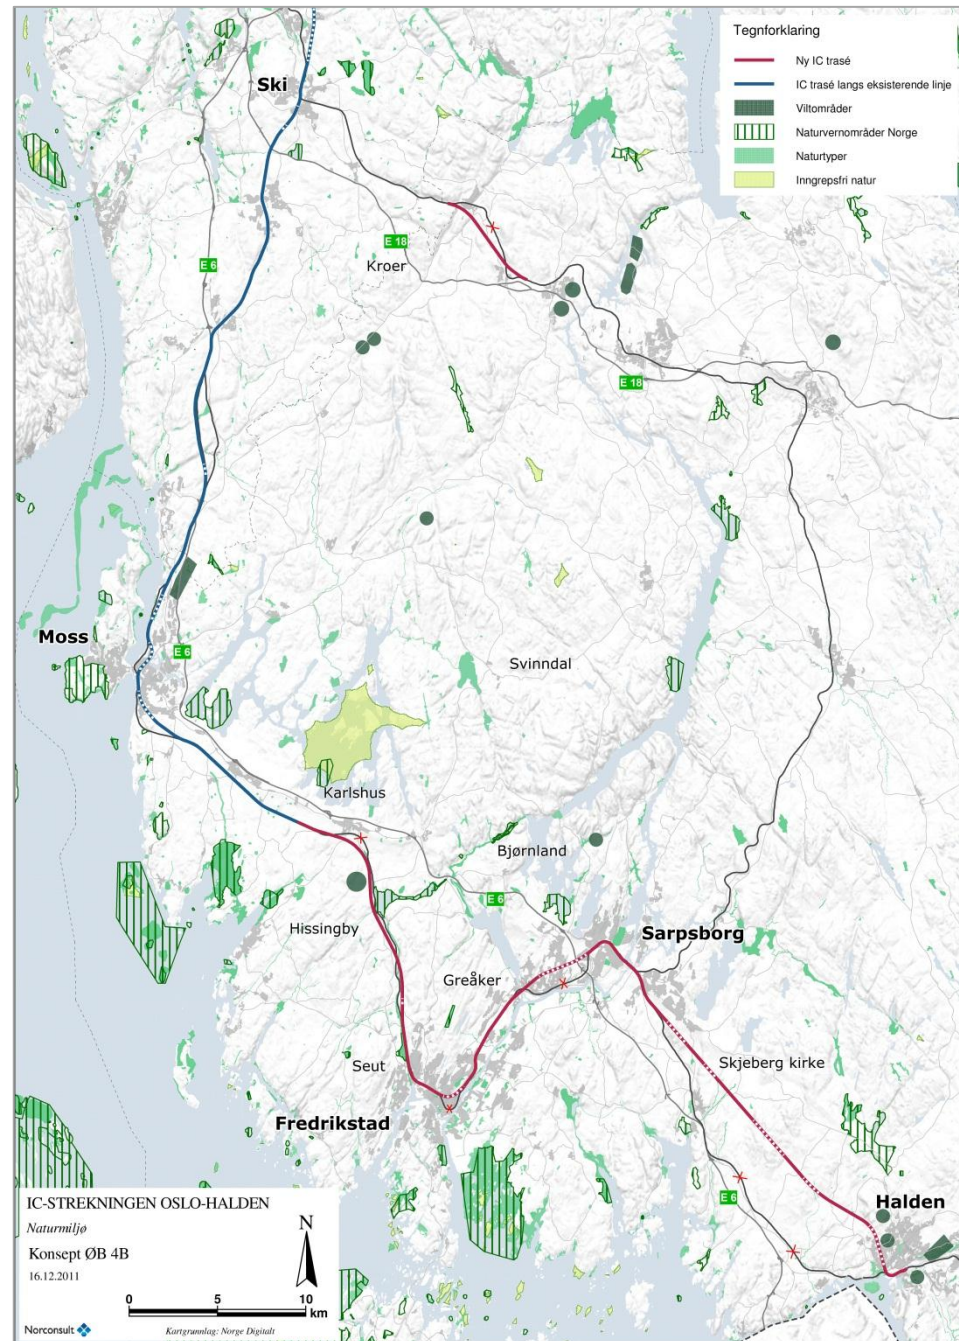 Tegnforklaring
Ny IC trasé
IC trasé langs eksisterende linje
Viltområder
Naturvernområder Norge
Naturtyper
Inngrepsfri natur
Ski
E 18
E 6
Kroer
E 18
Moss
E 6
Svinndal
Karlshus
Bjørnland
E 6
Hissingby
Sarpsborg
Greåker
Seut
Skjeberg kirke
Fredrikstad
E 6
Halden
IC-STREKNINGEN OSLO-HALDEN
Naturmiljø
Konsept ØB 4B
16.12.2011
N
0 5 10
km
Norconsult
Kartgrunnlag: Norge Digitalt